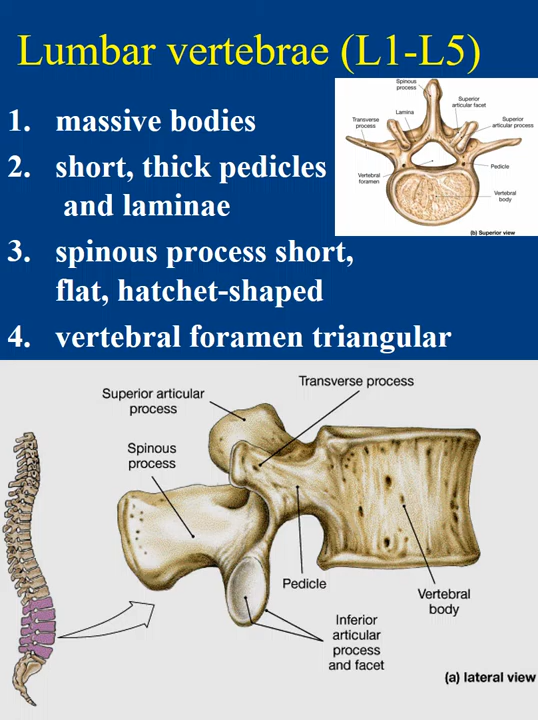 Lumbar vertebrae (L1-L5)
1. massive bodies
2. short, thick pedicles
and laminae
3. spinous process short,
flat, hatchet-shaped
4. vertebral foramen triangular
Spinous
process
Superior
articular facet
Lamina
Transverse
process
Superior
articular process
Pedicle
Vertebral
foramen
Vertebral
body
(b) Superior view
Transverse process
Superior articular
process
Spinous
process
Pedicle
Vertebral
body
Inferior
articular
process
and facet
(a) lateral view